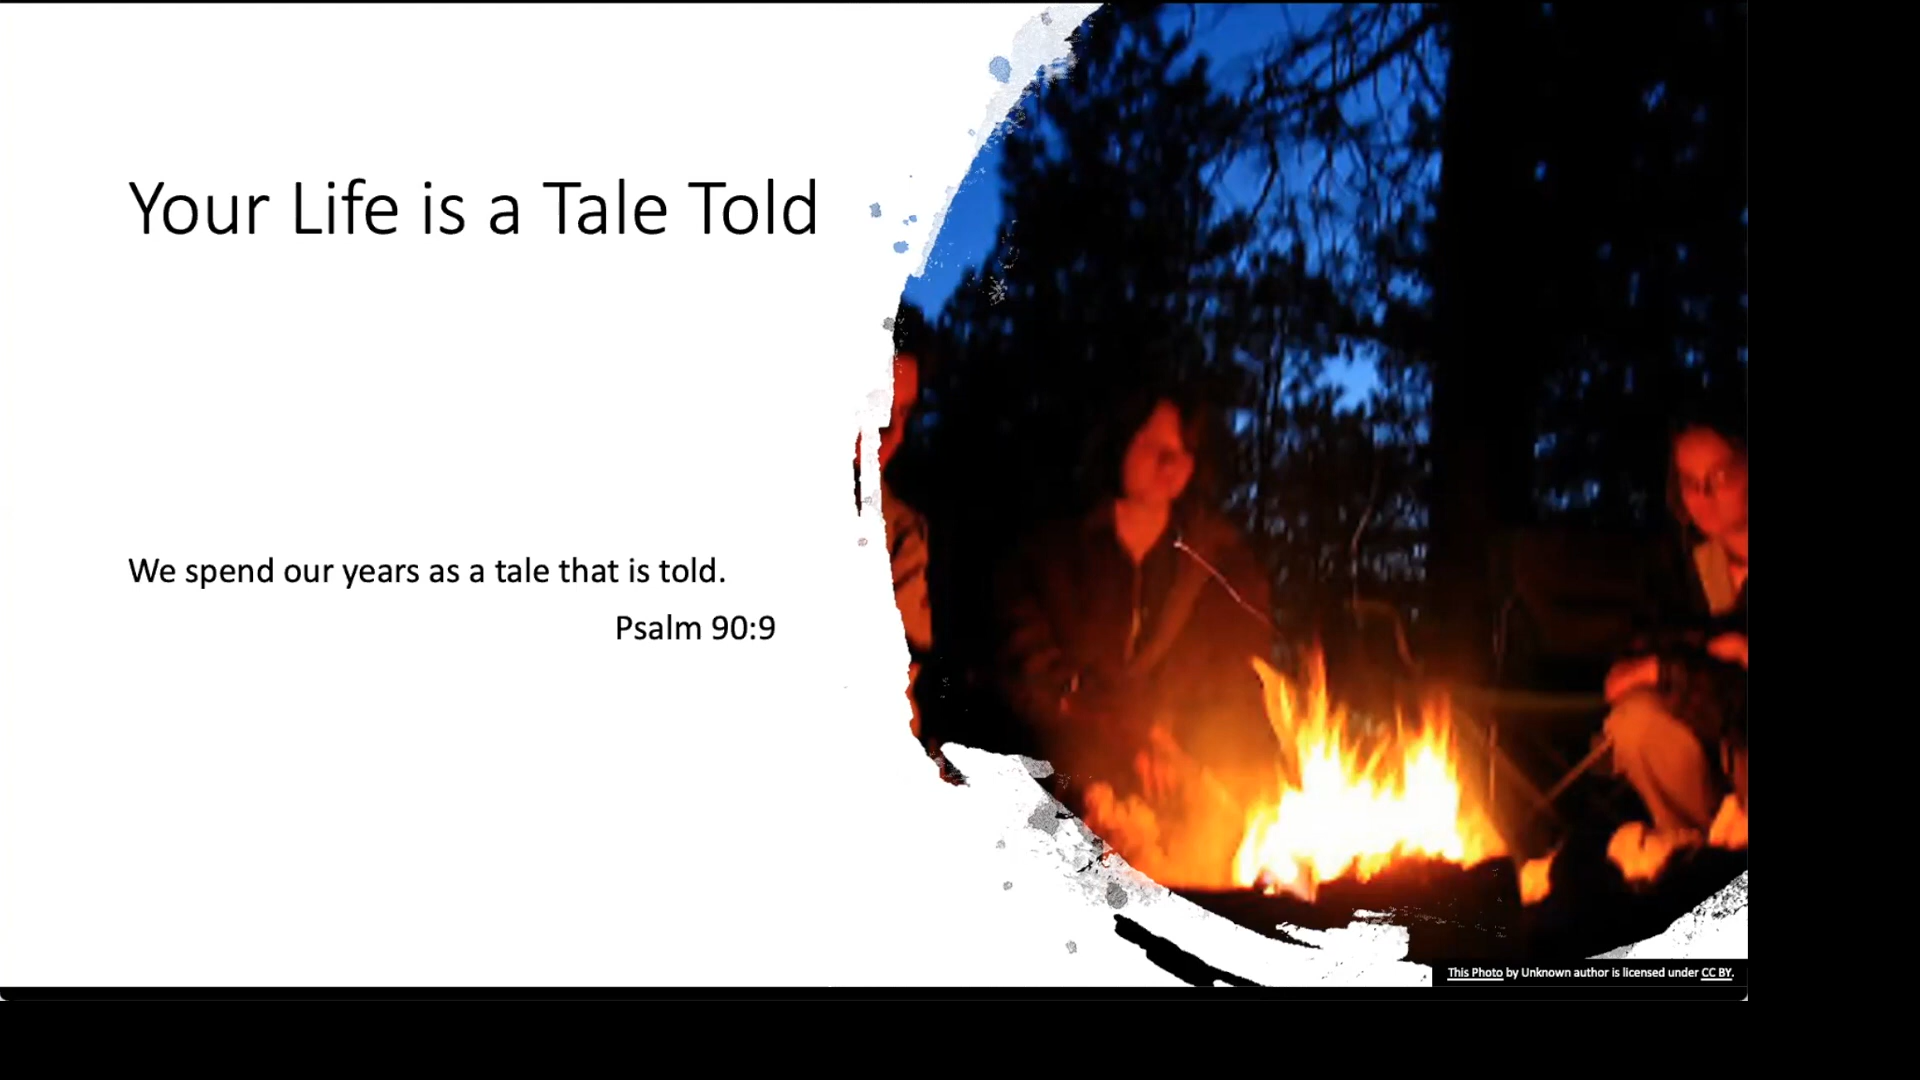 Your Life is a Tale Told
We spend our years as a tale that is told.
Psalm 90:9
This Photo by Unknown author is licensed under CC BY.